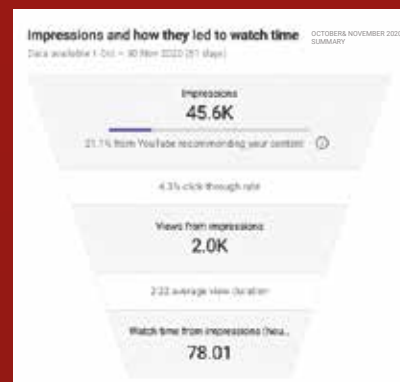 Impressions and how they led to watch time
OCTOBER& NOVEMBER 2020
SUMMARY
Data available 1 Oct – 30 Nov 2020 (61 days)
Impressions
45.6K
21.1% from YouTube recommending your content
4.3% click-through rate
Views from impressions
2.0K
2:22 average view duration
Watch time from impressions (hou…
78.01